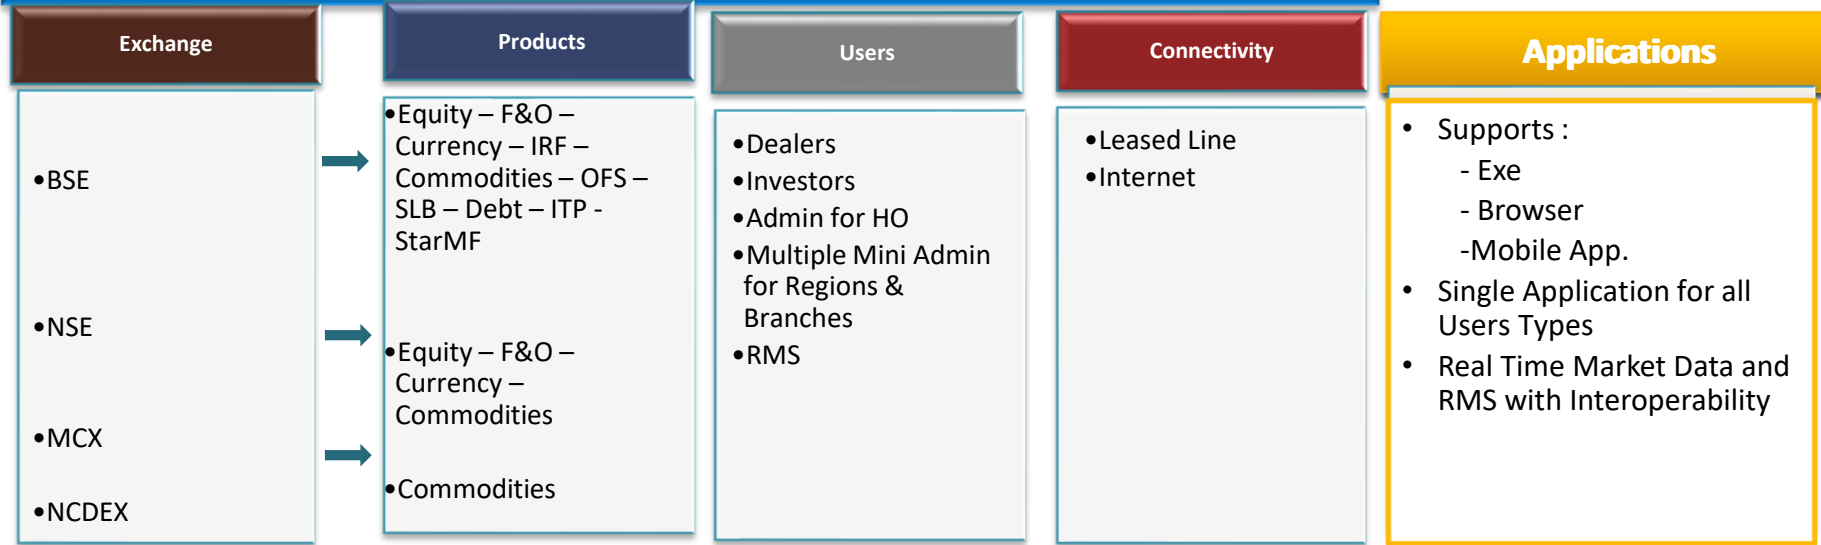 Exchange
•BSE
•NSE
•MCX
•NCDEX
Products
•Equity – F&O –
Currency – IRF –
Commodities – OFS –
SLB – Debt – ITP -
StarMF
•Equity – F&O –
Currency –
Commodities
•Commodities
Users
•Dealers
•Investors
•Admin for HO
•Multiple Mini Admin
for Regions &
Branches
•RMS
Connectivity
•Leased Line
•Internet
Applications
• Supports :
- Exe
- Browser
-Mobile App.
• Single Application for all
Users Types
• Real Time Market Data and
RMS with Interoperability